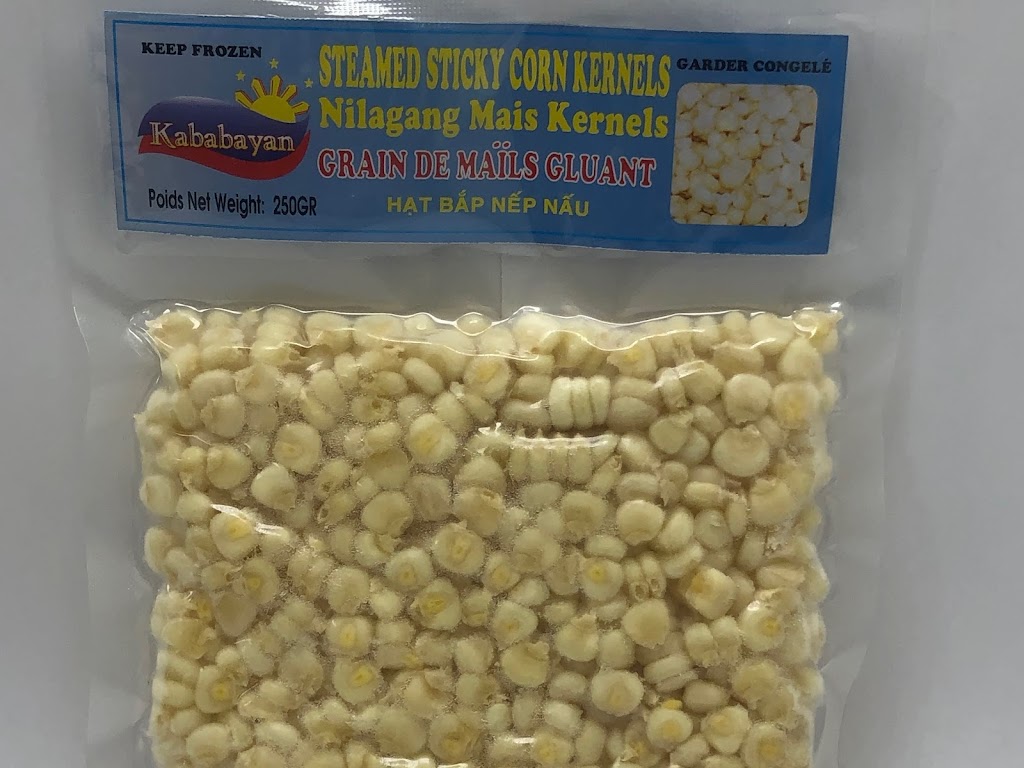 KEEP FROZEN
STEAMED STICKY CORN KERNELS
GARDER CONGELÉ
Kababayan
Nilagang Mais Kernels
GRAIN DE MAÏLS GLUANT
Poids Net Weight: 250GR
HẠT BẮP NẾP NẤU